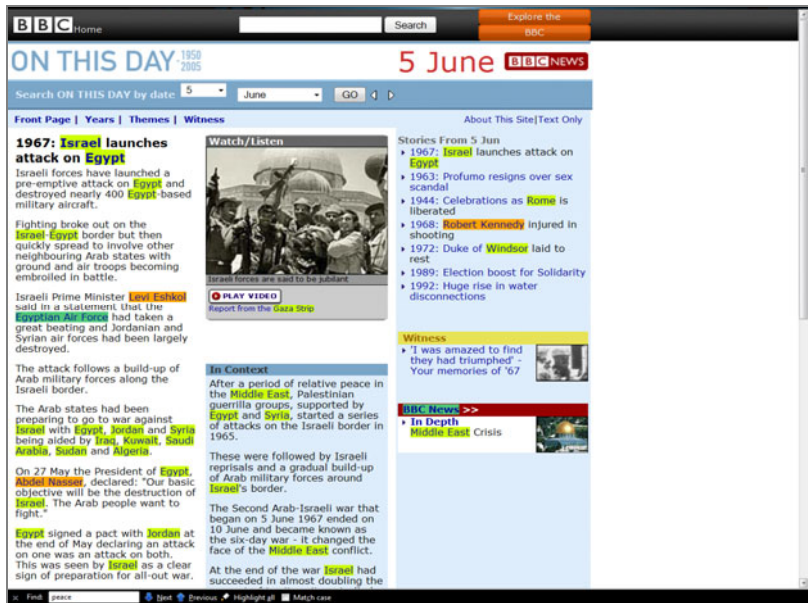 BBC Home
Search
Explore the
BBC
ON THIS DAY 1950
2005
5 June
BBC NEWS
Search ON THIS DAY by date
5
June
GO
Front Page | Years | Themes | Witness
About This Site|Text Only
1967: Israel launches
attack on Egypt
Israeli forces have launched a
pre-emptive attack on Egypt and
destroyed nearly 400 Egypt-based
military aircraft.
Fighting broke out on the
Israel-Egypt border but then
quickly spread to involve other
neighbouring Arab states with
ground and air troops becoming
embroiled in battle.
Israeli Prime Minister Levi Eshkol
said in a statement that the
Egyptian Air Force had taken a
great beating and Jordanian and
Syrian air forces had been largely
destroyed.
The attack follows a build-up of
Arab military forces along the
Israeli border.
The Arab states had been
preparing to go to war against
Israel with Egypt, Jordan and Syria
being aided by Iraq, Kuwait, Saudi
Arabia, Sudan and Algeria.
On 27 May the President of Egypt,
Abdel Nasser, declared: "Our basic
objective will be the destruction of
Israel. The Arab people want to
fight."
Egypt signed a pact with Jordan at
the end of May declaring an attack
on one was an attack on both.
This was seen by Israel as a clear
sign of preparation for all-out war.
Watch/Listen
Israeli forces are said to be jubilant
PLAY VIDEO
Report from the Gaza Strip
In Context
After a period of relative peace in
the Middle East, Palestinian
guerrilla groups, supported by
Egypt and Syria, started a series
of attacks on the Israeli border in
1965.
These were followed by Israeli
reprisals and a gradual build-up
of Arab military forces around
Israel's border.
The Second Arab-Israeli war that
began on 5 June 1967 ended on
10 June and became known as
the six-day war - it changed the
face of the Middle East conflict.
At the end of the war Israel had
succeeded in almost doubling the
Stories From 5 Jun
1967: Israel launches attack on
Egypt
1963: Profumo resigns over sex
scandal
1944: Celebrations as Rome is
liberated
1968: Robert Kennedy injured in
shooting
1972: Duke of Windsor laid to
rest
1989: Election boost for Solidarity
1992: Huge rise in water
disconnections
Witness
'I was amazed to find
they had triumphed' -
Your memories of '67
BBC News >>
In Depth
Middle East Crisis
× Find: peace Next Previous Highlight all Match case